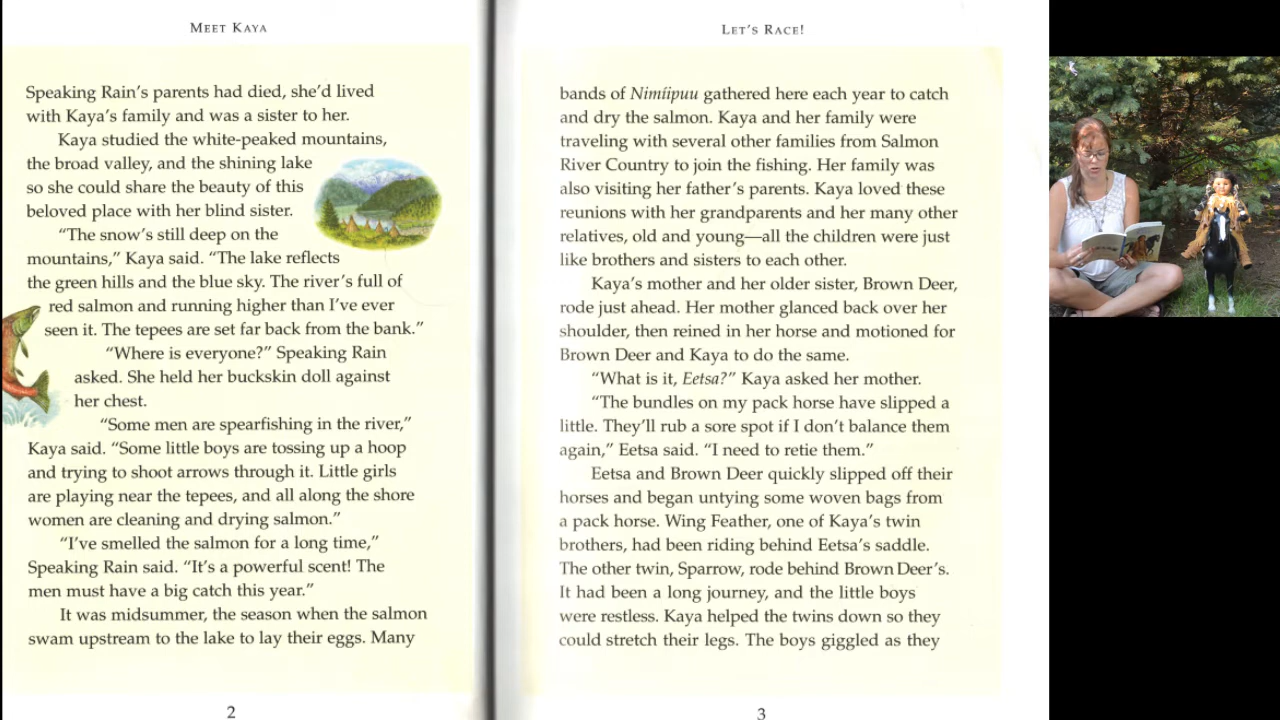 MEET KAYA
Speaking Rain's parents had died, she'd lived
with Kaya's family and was a sister to her.
Kaya studied the white-peaked mountains,
the broad valley, and the shining lake
so she could share the beauty of this
beloved place with her blind sister.
“The snow's still deep on the
mountains,” Kaya said. “The lake reflects
the green hills and the blue sky. The river's full of
red salmon and running higher than I've ever
seen it. The tepees are set far back from the bank.”
“Where is everyone?” Speaking Rain
asked. She held her buckskin doll against
her chest.
“Some men are spearfishing in the river,”
Kaya said. “Some little boys are tossing up a hoop
and trying to shoot arrows through it. Little girls
are playing near the tepees, and all along the shore
women are cleaning and drying salmon.”
“I've smelled the salmon for a long time,”
Speaking Rain said. “It's a powerful scent! The
men must have a big catch this year.”
It was midsummer, the season when the salmon
swam upstream to the lake to lay their eggs. Many
2
LET'S RACE!
bands of Nimíipuu gathered here each year to catch
and dry the salmon. Kaya and her family were
traveling with several other families from Salmon
River Country to join the fishing. Her family was
also visiting her father's parents. Kaya loved these
reunions with her grandparents and her many other
relatives, old and young—all the children were just
like brothers and sisters to each other.
Kaya's mother and her older sister, Brown Deer,
rode just ahead. Her mother glanced back over her
shoulder, then reined in her horse and motioned for
Brown Deer and Kaya to do the same.
“What is it, Eetsa?” Kaya asked her mother.
“The bundles on my pack horse have slipped a
little. They'll rub a sore spot if I don't balance them
again,” Eetsa said. “I need to retie them.”
Eetsa and Brown Deer quickly slipped off their
horses and began untying some woven bags from
a pack horse. Wing Feather, one of Kaya's twin
brothers, had been riding behind Eetsa's saddle.
The other twin, Sparrow, rode behind Brown Deer's.
It had been a long journey, and the little boys
were restless. Kaya helped the twins down so they
could stretch their legs. The boys giggled as they
3